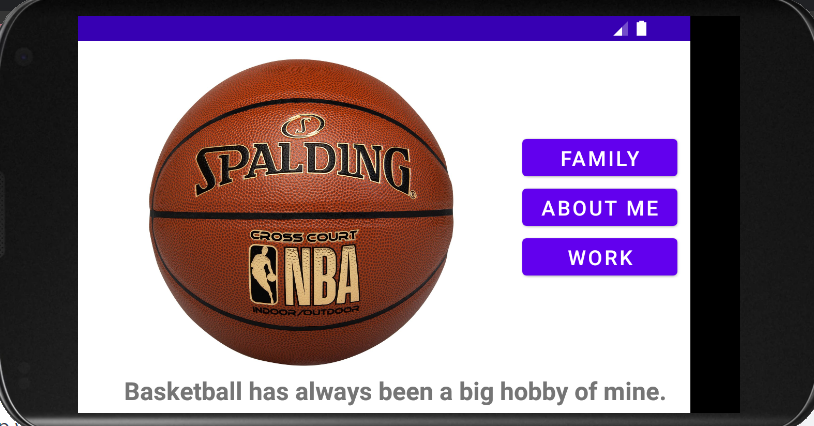 SPALDING
CROSS COURT
NBA
INDOOR/OUTDOOR
FAMILY
ABOUT ME
WORK
Basketball has always been a big hobby of mine.